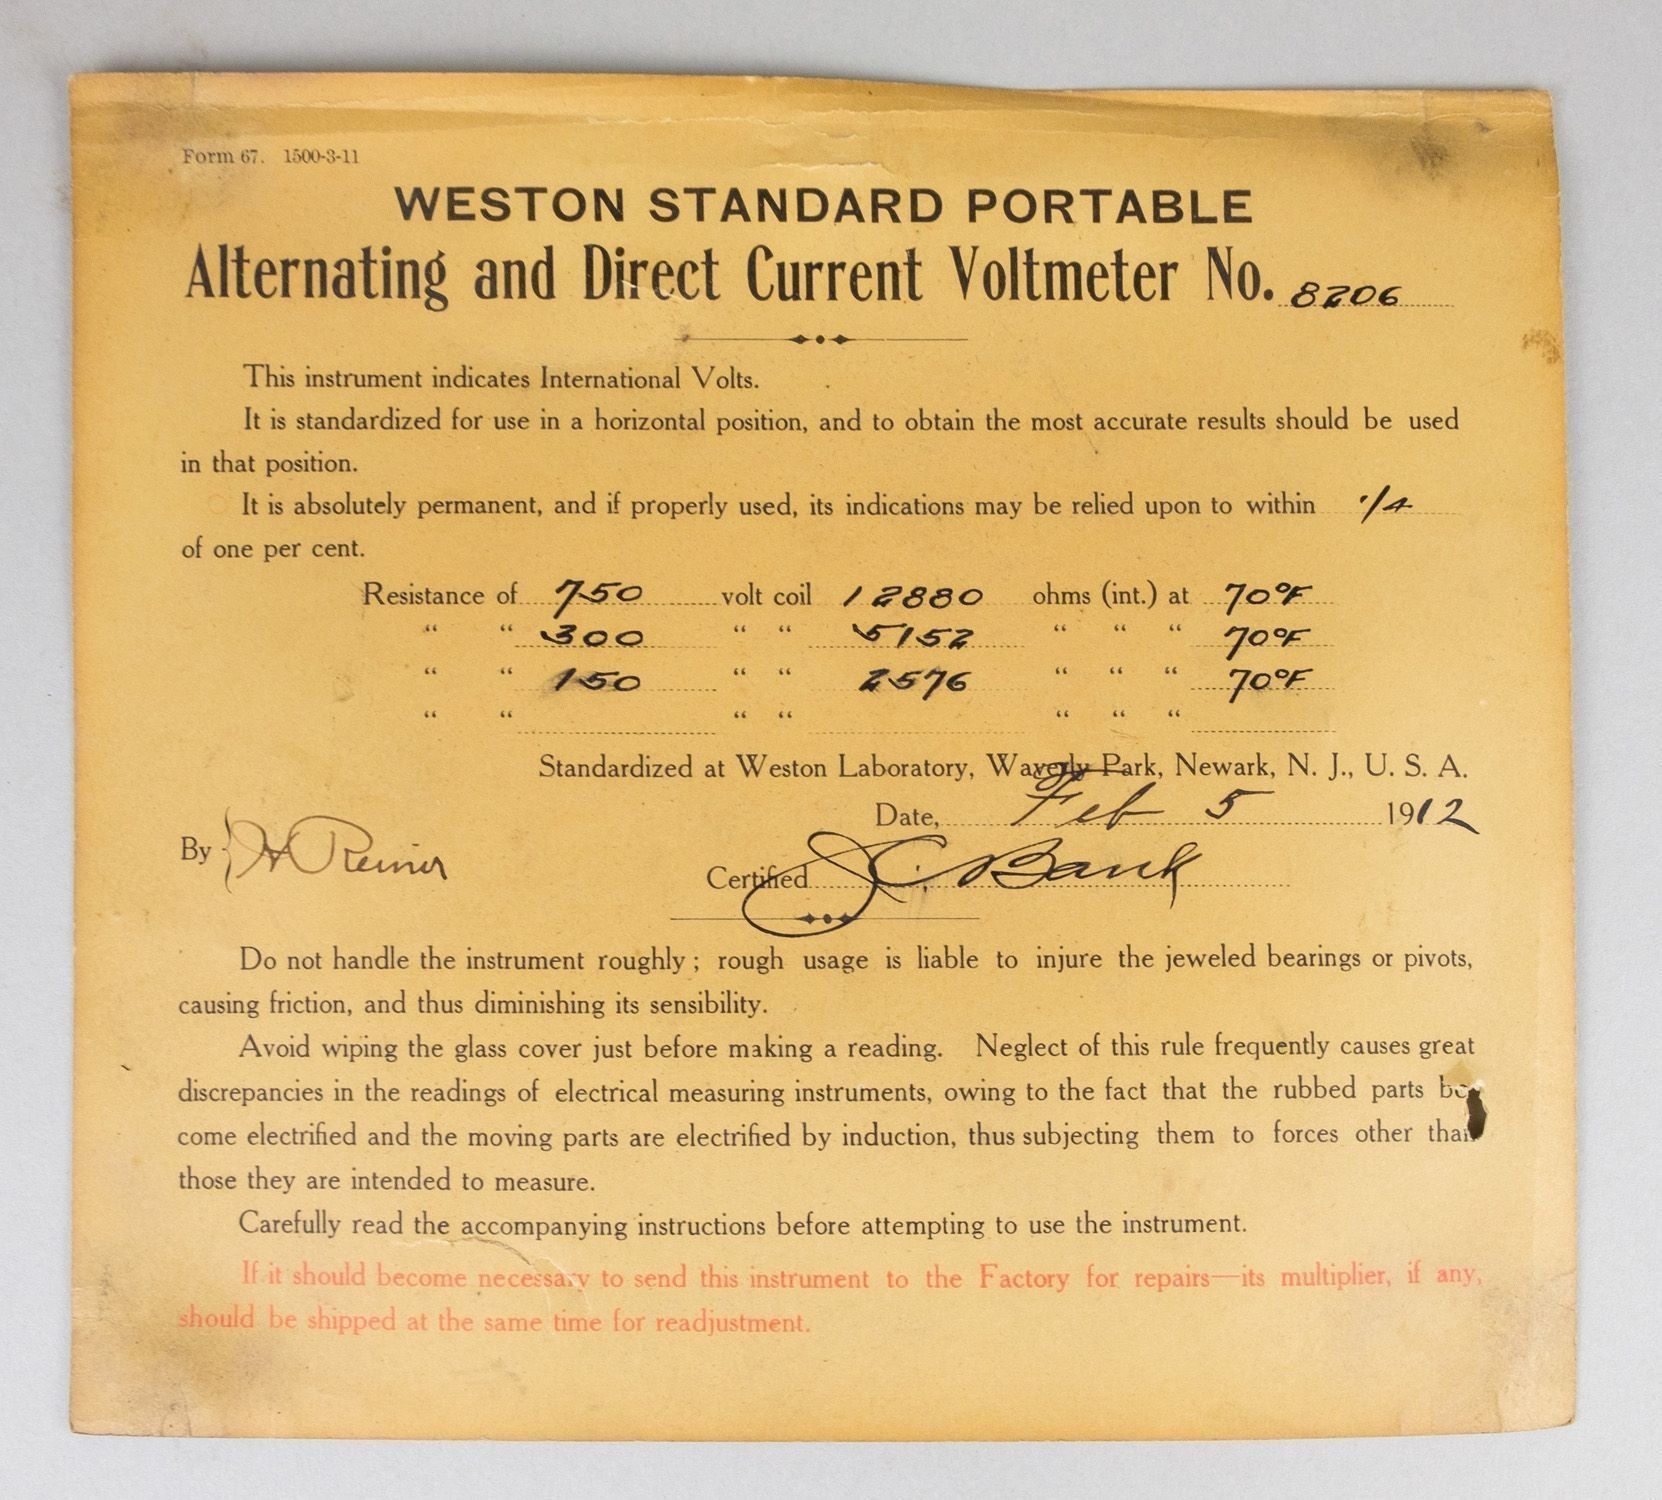 Form 67. 1500-3-11
WESTON STANDARD PORTABLE
Alternating and Direct Current Voltmeter No. 8206
This instrument indicates International Volts.
It is standardized for use in a horizontal position, and to obtain the most accurate results should be used
in that position.
It is absolutely permanent, and if properly used, its indications may be relied upon to within 1/4
of one per cent.
Resistance of 750 volt coil 12880 ohms (int.) at 70°F
“ “ 300 “ “ 5152 “ “ “ 70°F
“ “ 150 “ “ 2576 “ “ “ 70°F
“ “ “ “ “ “ “
Standardized at Weston Laboratory, Waverly Park, Newark, N. J., U. S. A.
Date, Feb 5 1912
By H Reiner
Certified J. C. Bank
Do not handle the instrument roughly; rough usage is liable to injure the jeweled bearings or pivots,
causing friction, and thus diminishing its sensibility.
Avoid wiping the glass cover just before making a reading. Neglect of this rule frequently causes great
discrepancies in the readings of electrical measuring instruments, owing to the fact that the rubbed parts be-
come electrified and the moving parts are electrified by induction, thus subjecting them to forces other than
those they are intended to measure.
Carefully read the accompanying instructions before attempting to use the instrument.
If it should become necessary to send this instrument to the Factory for repairs—its multiplier, if any,
should be shipped at the same time for readjustment.